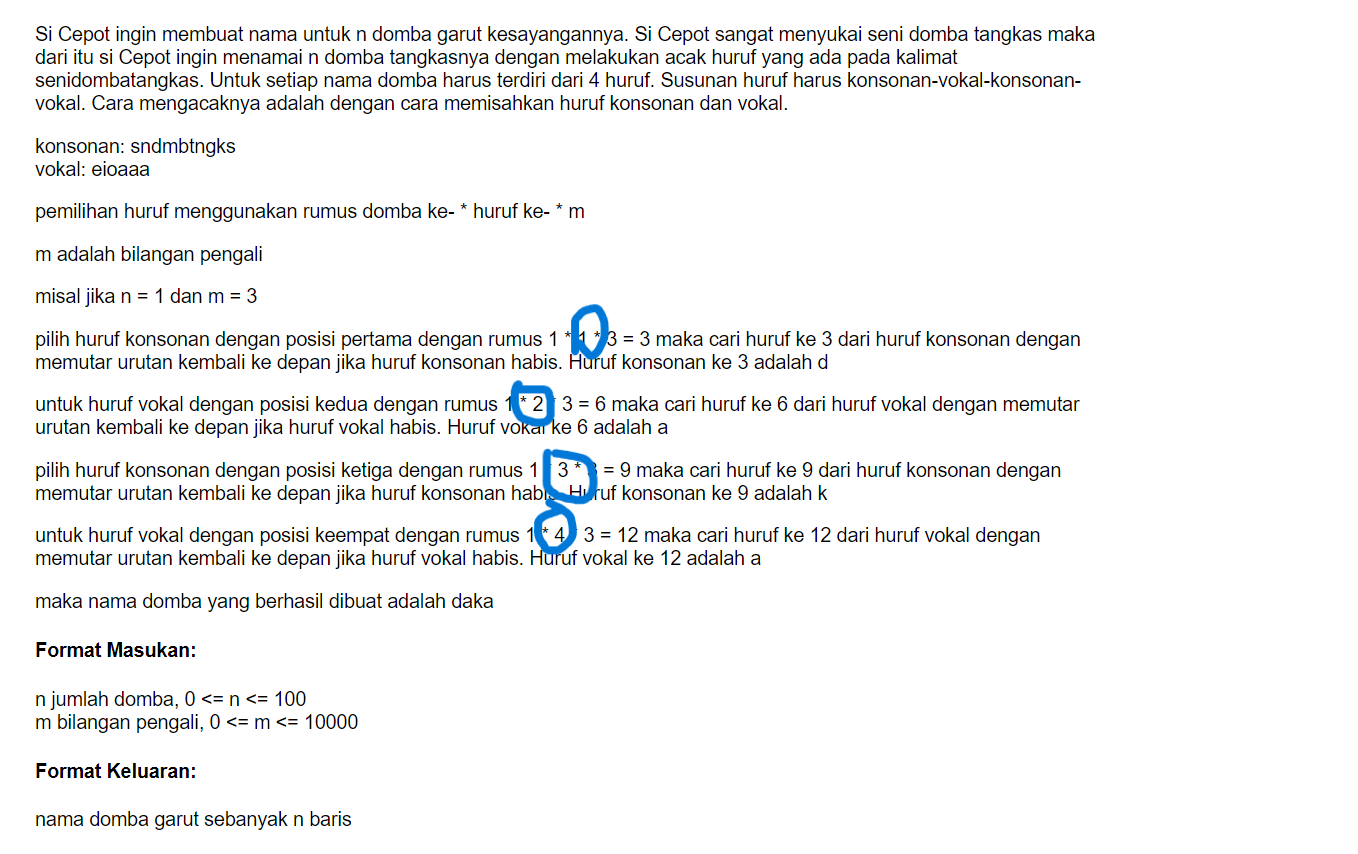 Si Cepot ingin membuat nama untuk n domba garut kesayangannya. Si Cepot sangat menyukai seni domba tangkas maka
dari itu si Cepot ingin menamai n domba tangkasnya dengan melakukan acak huruf yang ada pada kalimat
senidombatangkas. Untuk setiap nama domba harus terdiri dari 4 huruf. Susunan huruf harus konsonan-vokal-konsonan-
vokal. Cara mengacaknya adalah dengan cara memisahkan huruf konsonan dan vokal.
konsonan: sndmbtngks
vokal: eioaaa
pemilihan huruf menggunakan rumus domba ke- * huruf ke- * m
m adalah bilangan pengali
misal jika n = 1 dan m = 3
pilih huruf konsonan dengan posisi pertama dengan rumus 1 * 1 * 3 = 3 maka cari huruf ke 3 dari huruf konsonan dengan
memutar urutan kembali ke depan jika huruf konsonan habis. Huruf konsonan ke 3 adalah d
untuk huruf vokal dengan posisi kedua dengan rumus 1 * 2 * 3 = 6 maka cari huruf ke 6 dari huruf vokal dengan memutar
urutan kembali ke depan jika huruf vokal habis. Huruf vokal ke 6 adalah a
pilih huruf konsonan dengan posisi ketiga dengan rumus 1 * 3 * 3 = 9 maka cari huruf ke 9 dari huruf konsonan dengan
memutar urutan kembali ke depan jika huruf konsonan habis. Huruf konsonan ke 9 adalah k
untuk huruf vokal dengan posisi keempat dengan rumus 1 * 4 * 3 = 12 maka cari huruf ke 12 dari huruf vokal dengan
memutar urutan kembali ke depan jika huruf vokal habis. Huruf vokal ke 12 adalah a
maka nama domba yang berhasil dibuat adalah daka
Format Masukan:
n jumlah domba, 0 <= n <= 100
m bilangan pengali, 0 <= m <= 10000
Format Keluaran:
nama domba garut sebanyak n baris